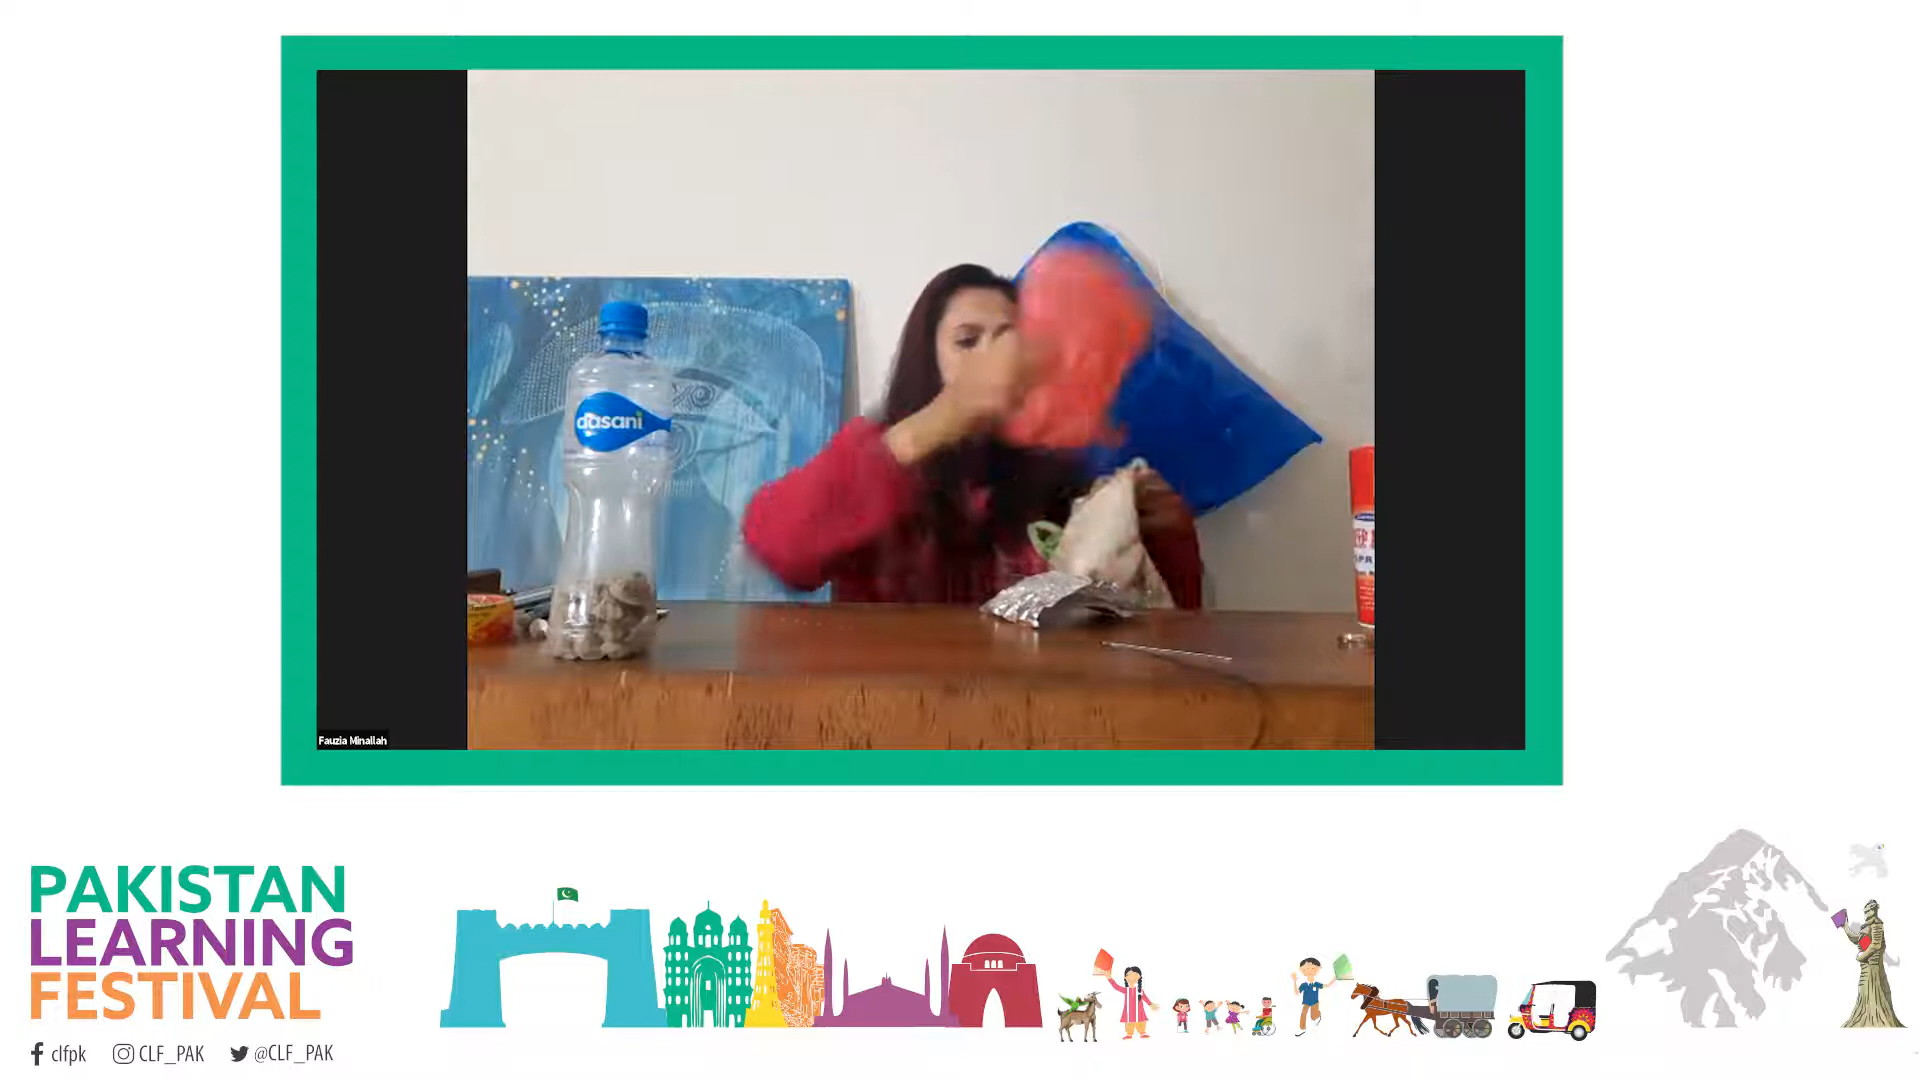 dasani
Fauzia Minallah
PAKISTAN
LEARNING
FESTIVAL
clfpk CLF_PAK @CLF_PAK